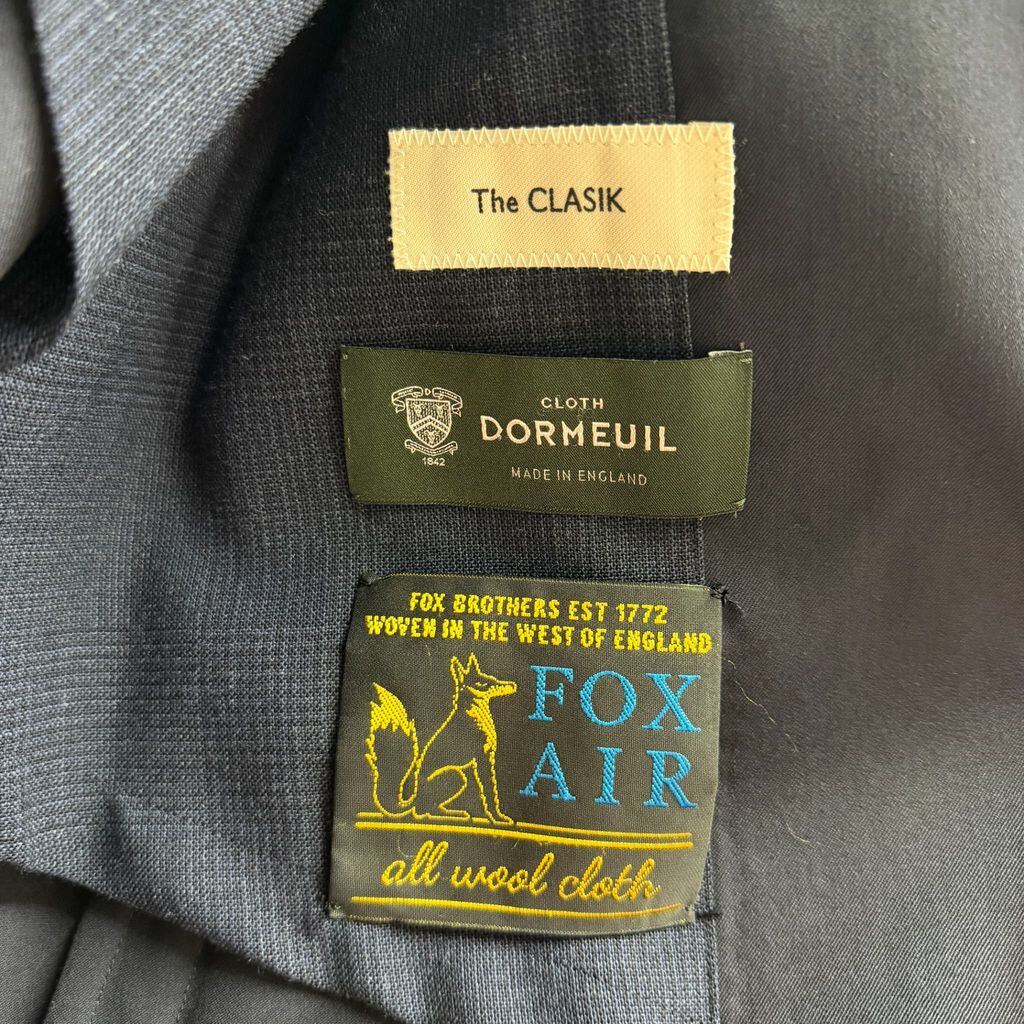 The CLASIK
CLOTH
DORMEUIL
1842
MADE IN ENGLAND
FOX BROTHERS EST 1772
WOVEN IN THE WEST OF ENGLAND
FOX
AIR
all wool cloth